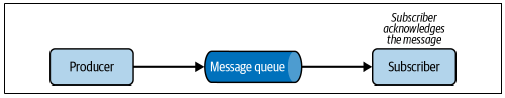 Subscriber
acknowledges
the message
Producer
Message queue
Subscriber